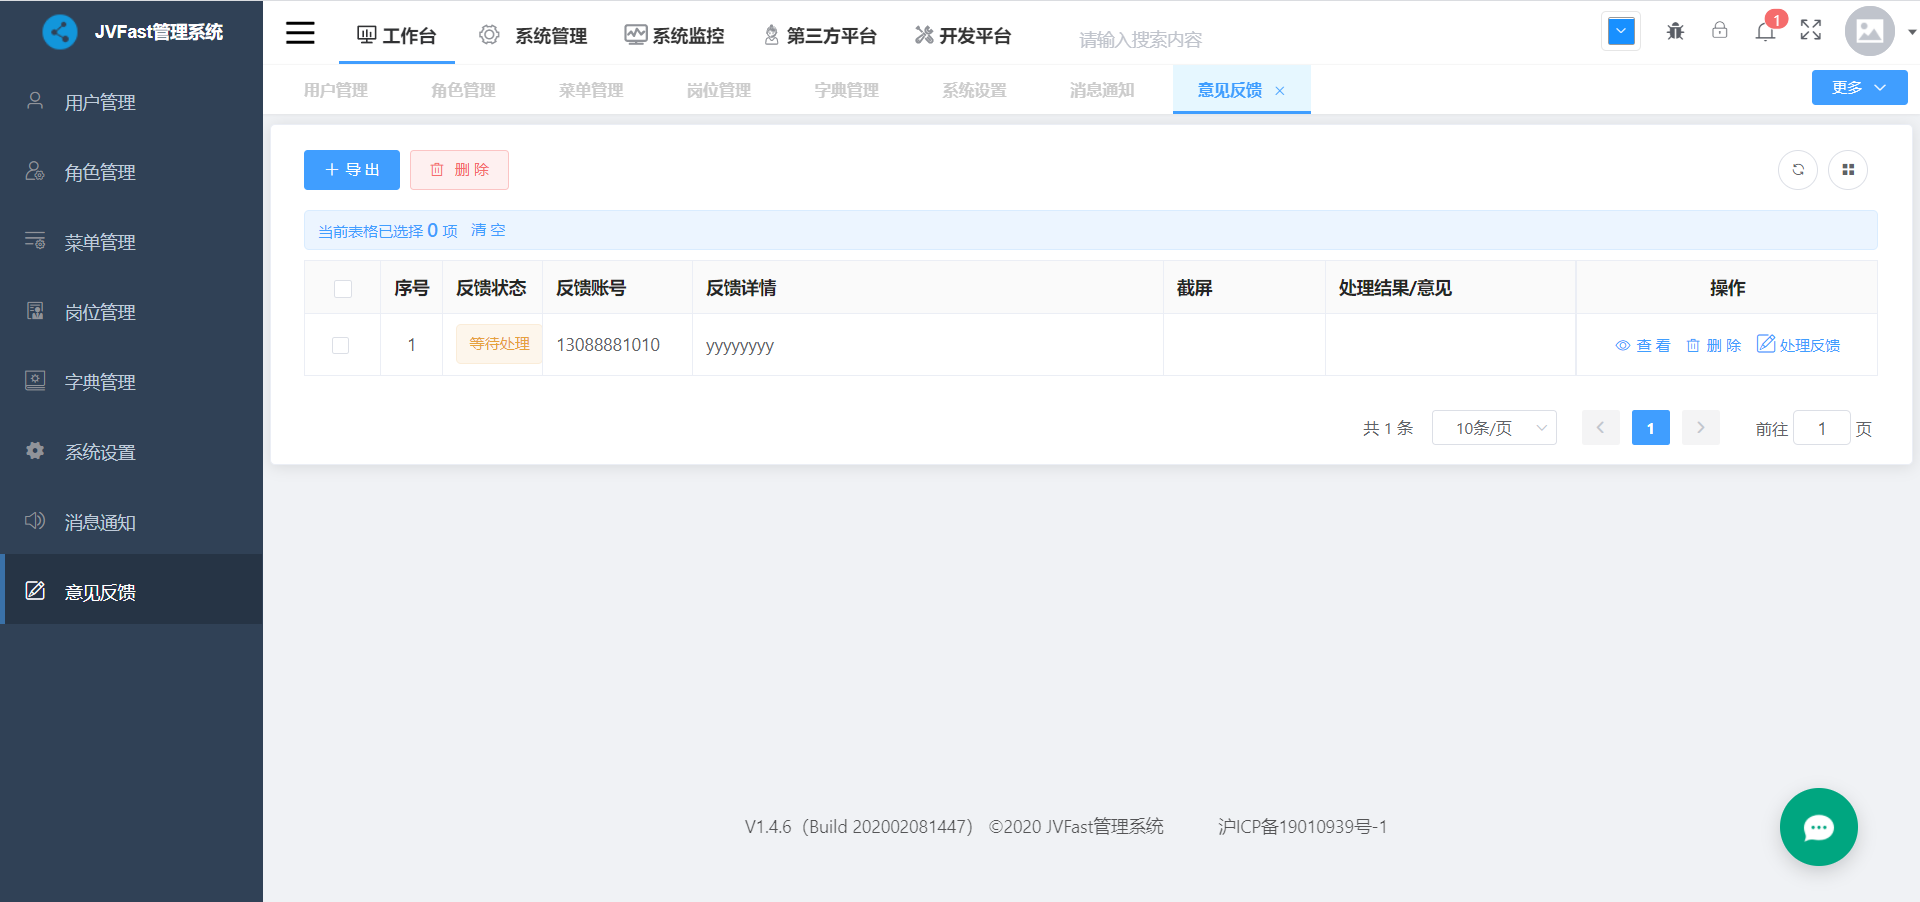 JVFast管理系统
工作台 系统管理 系统监控 第三方平台 开发平台 请输入搜索内容 1
用户管理 角色管理 菜单管理 岗位管理 字典管理 系统设置 消息通知 意见反馈 × 更多
用户管理
角色管理
菜单管理
岗位管理
字典管理
系统设置
消息通知
意见反馈
+ 导 出 删 除
当前表格已选择 0 项 清 空
序号 反馈状态 反馈账号 反馈详情 截屏 处理结果/意见 操作
1 等待处理 13088881010 yyyyyyyy 查 看 删 除 处理反馈
共 1 条 10条/页 < 1 > 前往 1 页
V1.4.6（Build 202002081447） ©2020 JVFast管理系统 沪ICP备19010939号-1